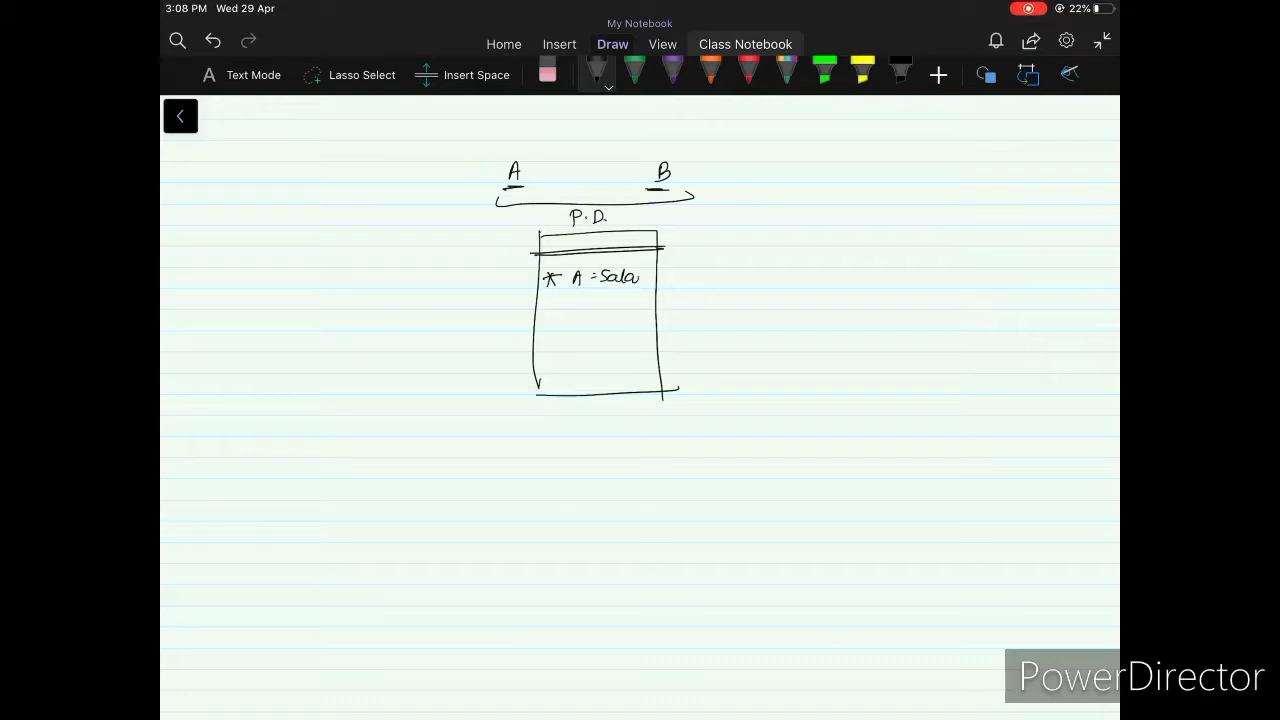 3:08 PM Wed 29 Apr
22%
My Notebook
Home Insert Draw View Class Notebook
A Text Mode Lasso Select Insert Space
A B
P.D.
* A = Sala
PowerDirector